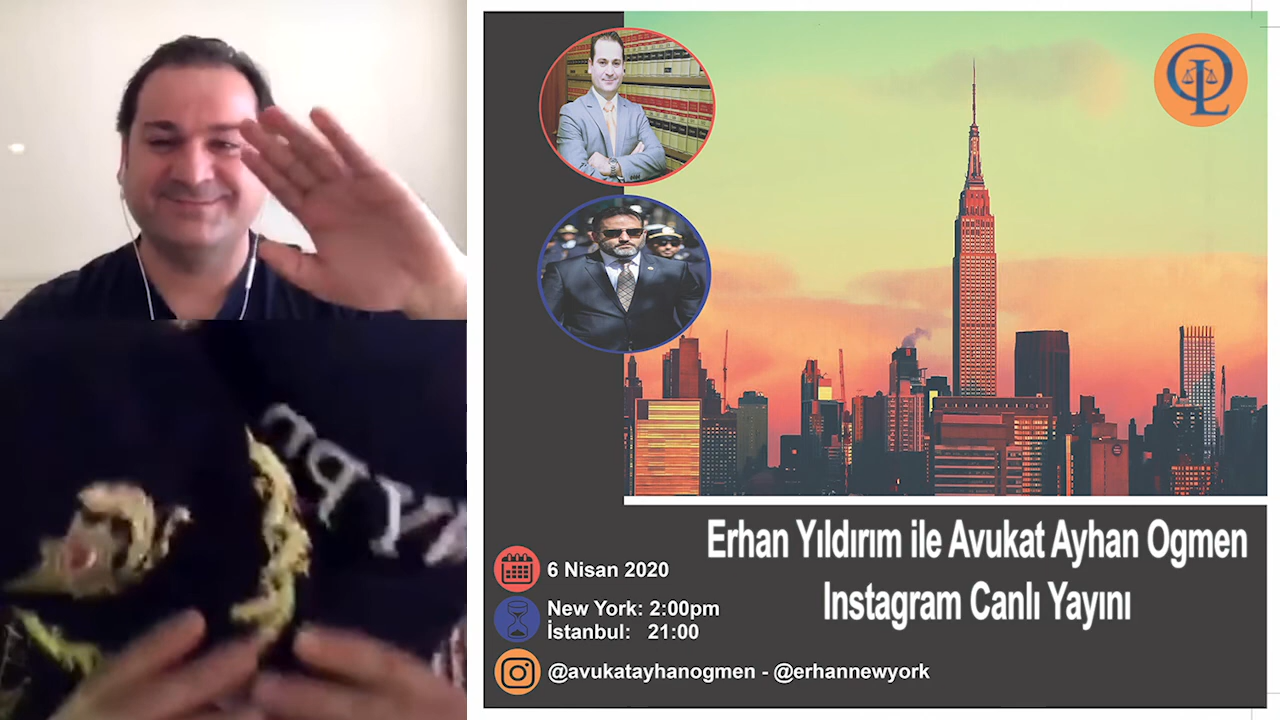 Erhan Yıldırım ile Avukat Ayhan Ogmen
Instagram Canlı Yayını
6 Nisan 2020
New York: 2:00pm
İstanbul: 21:00
@avukatayhanogmen - @erhannewyork
OL